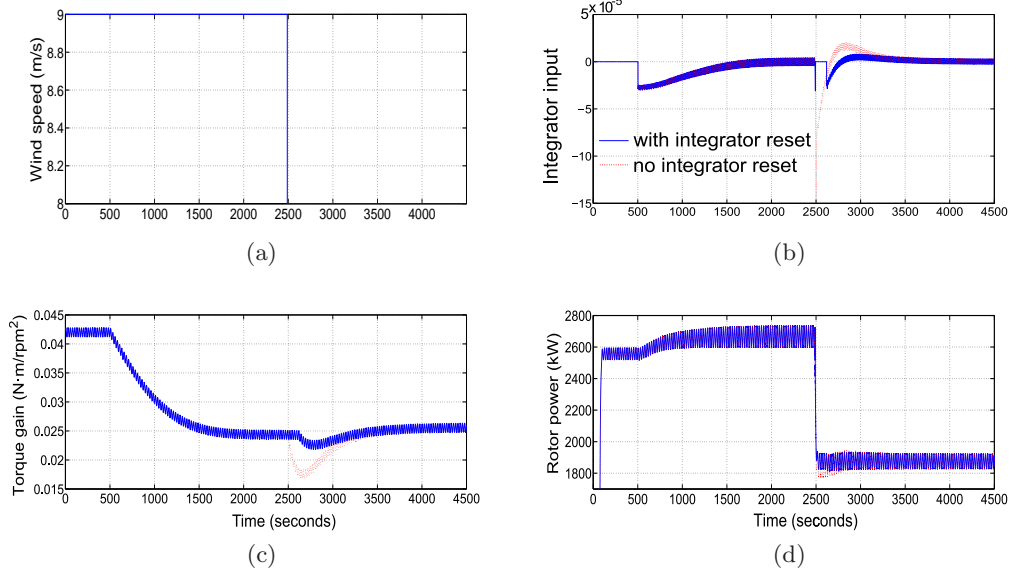 9
8.8
8.6
8.4
8.2
8
Wind speed (m/s)
0 500 1000 1500 2000 2500 3000 3500 4000
(a)
5 ×10⁻⁵
0
−5
−10
−15
Integrator input
with integrator reset
no integrator reset
0 500 1000 1500 2000 2500 3000 3500 4000 4500
(b)
0.045
0.04
0.035
0.03
0.025
0.02
0.015
Torque gain (N·m/rpm²)
0 500 1000 1500 2000 2500 3000 3500 4000 4500
Time (seconds)
(c)
2800
2600
2400
2200
2000
1800
Rotor power (kW)
0 500 1000 1500 2000 2500 3000 3500 4000 4500
Time (seconds)
(d)